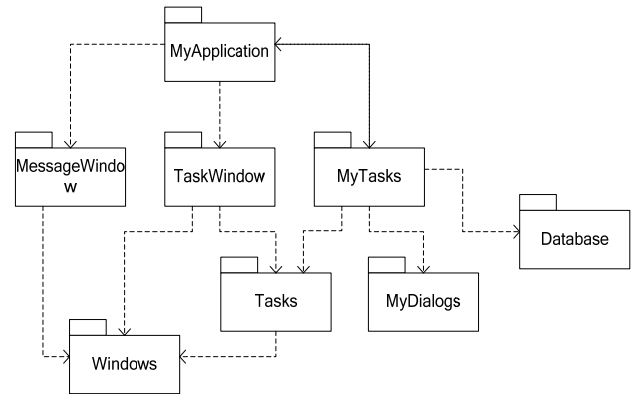 MyApplication
MessageWindo
w
TaskWindow
MyTasks
Database
Tasks
MyDialogs
Windows